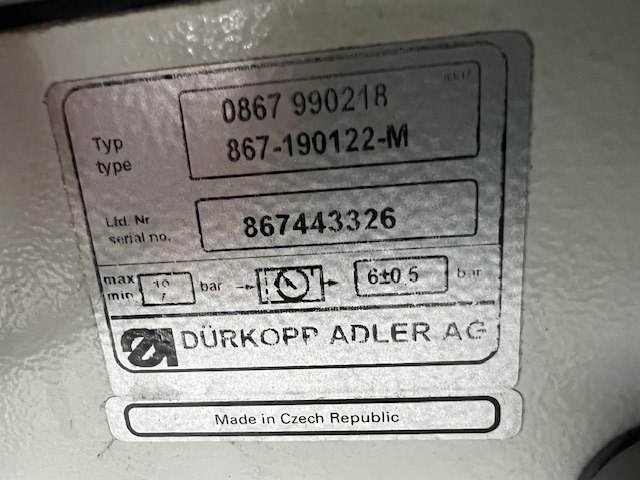 0867 990218
Typ
type
867-190122-M
Lfd. Nr
serial no.
867443326
max
min
10
7
bar
6±0.5
bar
DÜRKOPP ADLER AG
Made in Czech Republic